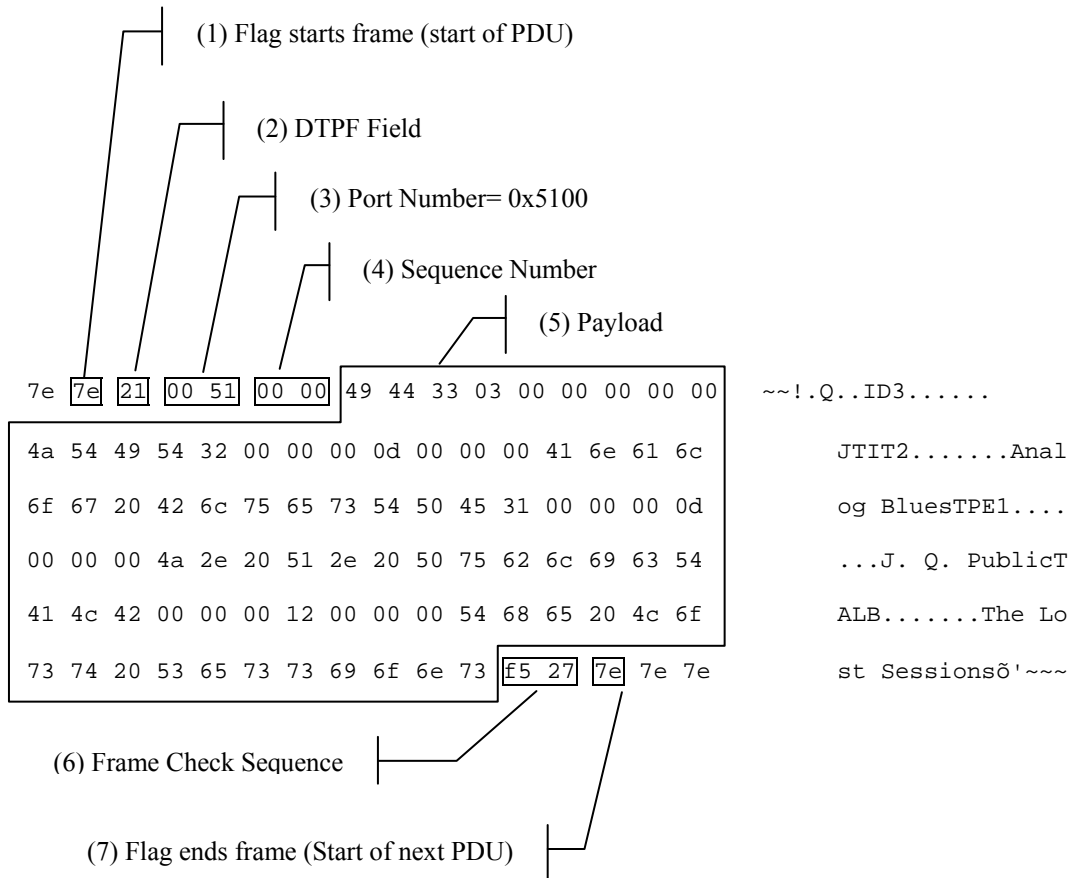 (1) Flag starts frame (start of PDU)
(2) DTPF Field
(3) Port Number= 0x5100
(4) Sequence Number
(5) Payload
7e 7e 21 00 51 00 00 49 44 33 03 00 00 00 00 00 ~~!.Q..ID3......
4a 54 49 54 32 00 00 00 0d 00 00 00 41 6e 61 6c JTIT2.......Anal
6f 67 20 42 6c 75 65 73 54 50 45 31 00 00 00 0d og BluesTPE1....
00 00 00 4a 2e 20 51 2e 20 50 75 62 6c 69 63 54 ...J. Q. PublicT
41 4c 42 00 00 00 12 00 00 00 54 68 65 20 4c 6f ALB.......The Lo
73 74 20 53 65 73 73 69 6f 6e 73 f5 27 7e 7e 7e st Sessionsõ'~~~
(6) Frame Check Sequence
(7) Flag ends frame (Start of next PDU)